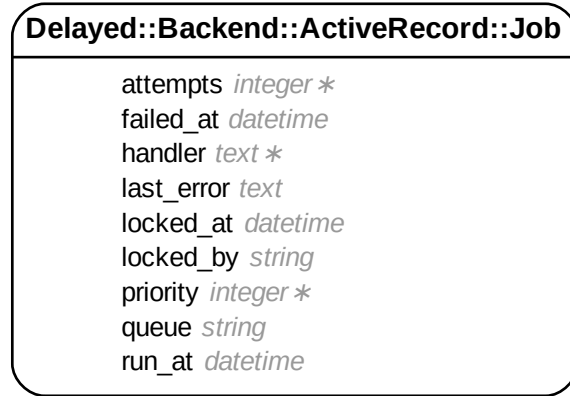 Delayed::Backend::ActiveRecord::Job
attempts integer ∗
failed_at datetime
handler text ∗
last_error text
locked_at datetime
locked_by string
priority integer ∗
queue string
run_at datetime